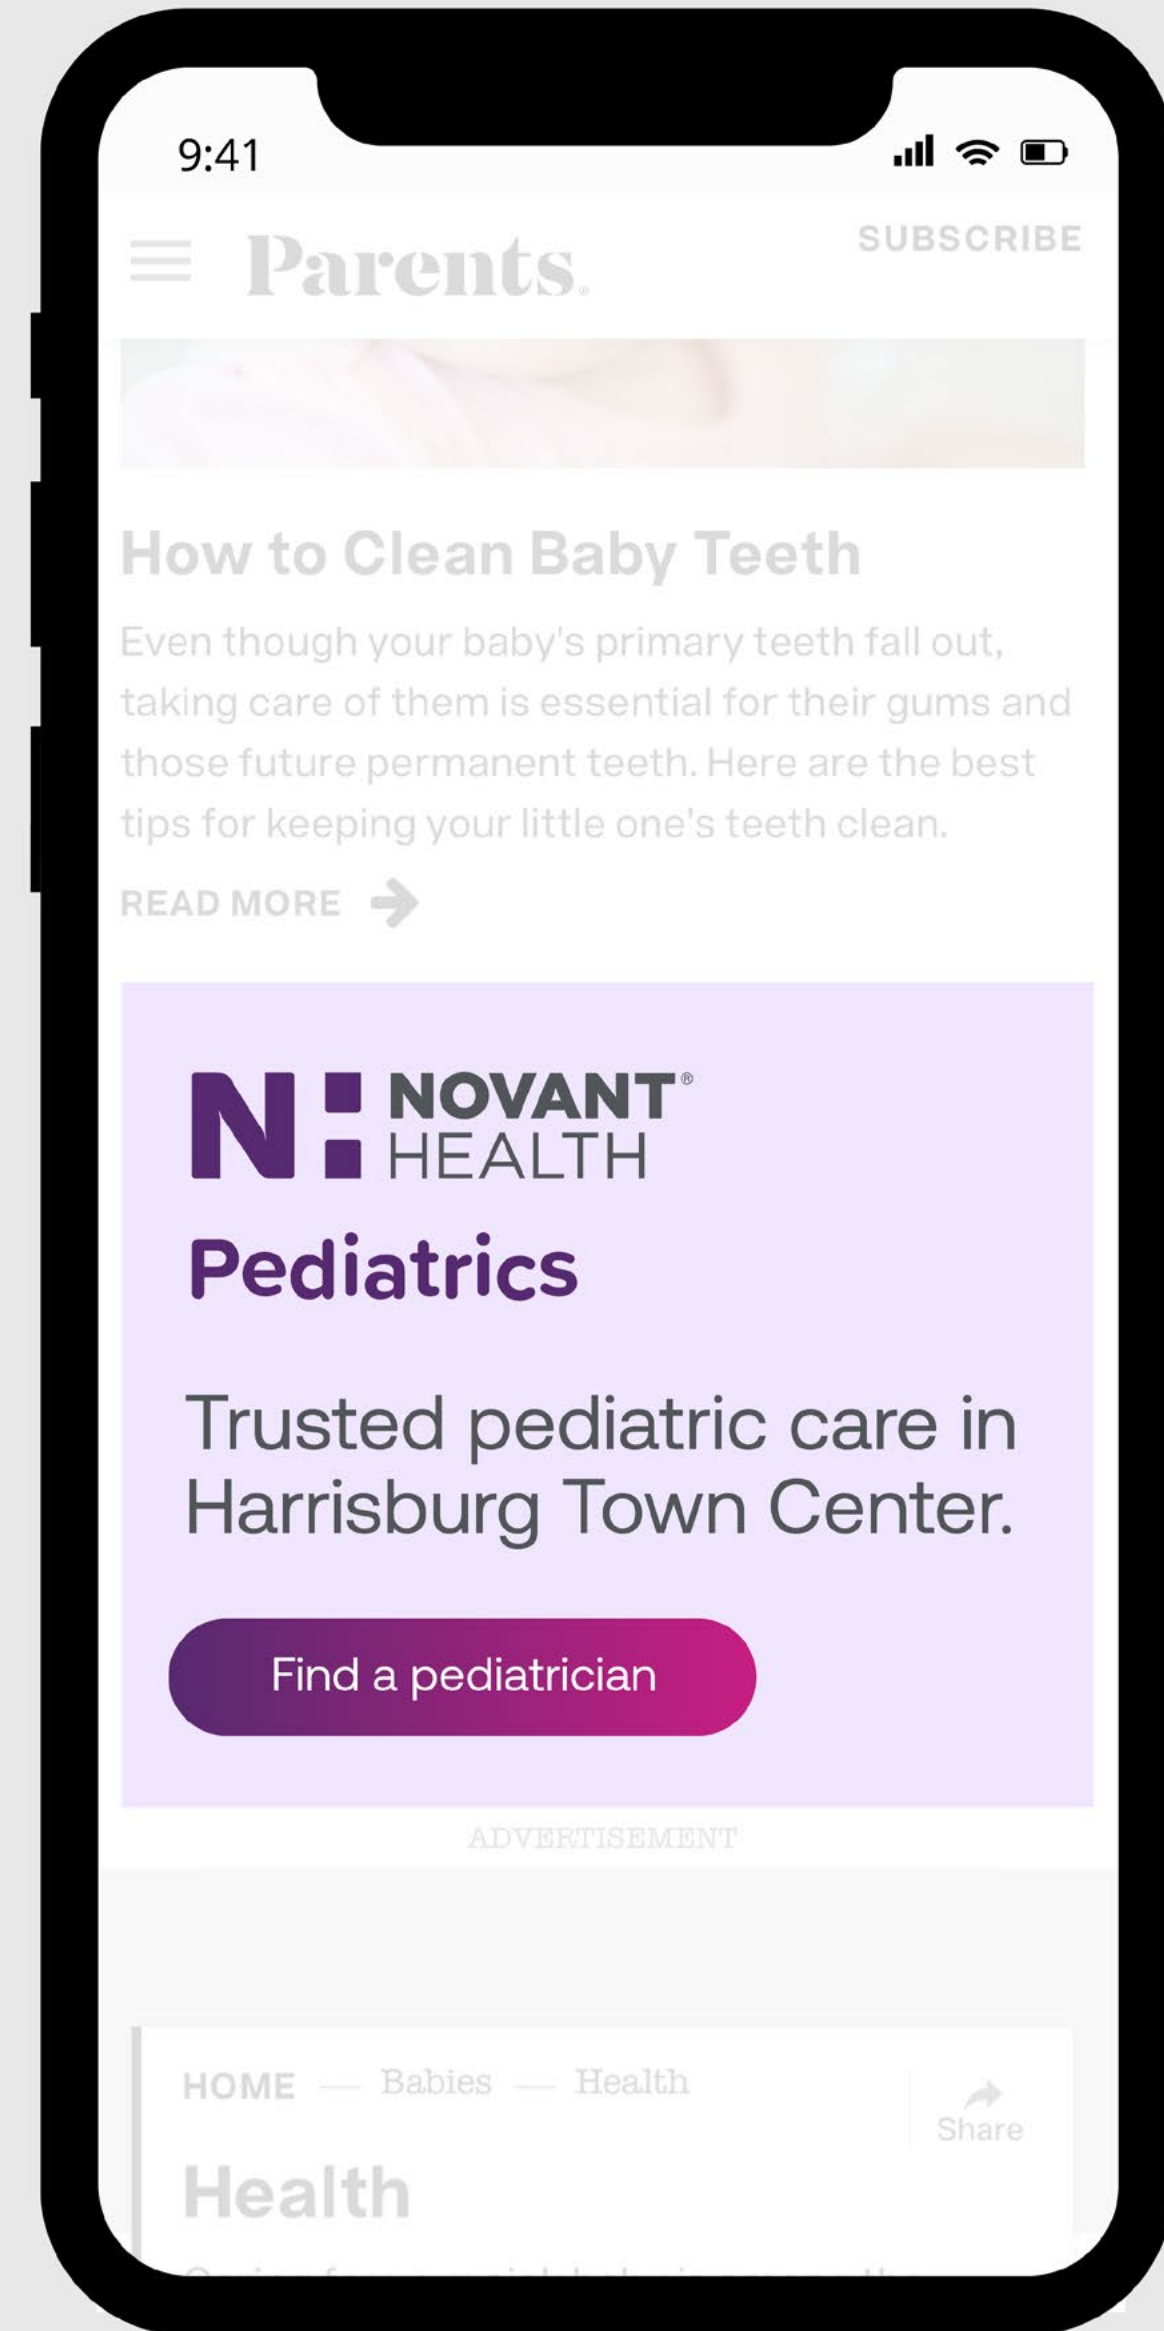 9:41
Parents.
SUBSCRIBE
How to Clean Baby Teeth
Even though your baby's primary teeth fall out,
taking care of them is essential for their gums and
those future permanent teeth. Here are the best
tips for keeping your little one's teeth clean.
READ MORE
N: NOVANT®
HEALTH
Pediatrics
Trusted pediatric care in
Harrisburg Town Center.
Find a pediatrician
ADVERTISEMENT
HOME — Babies — Health
Share
Health